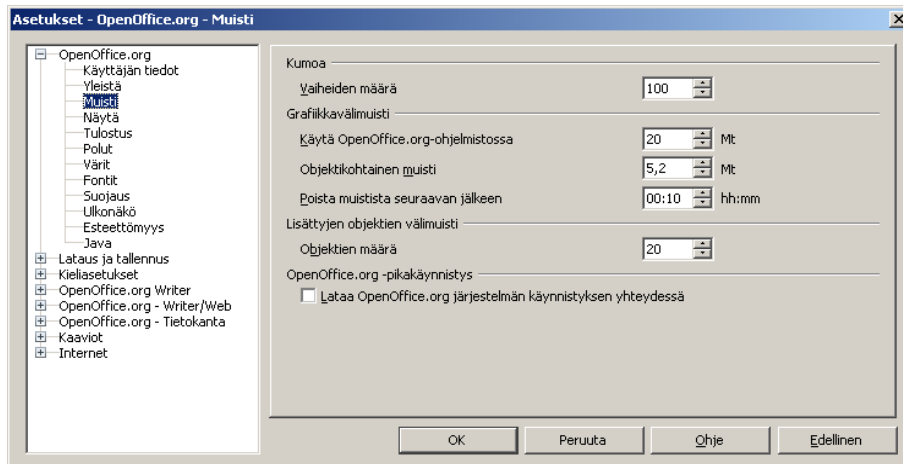 Asetukset - OpenOffice.org - Muisti
OpenOffice.org
Käyttäjän tiedot
Yleistä
Muisti
Näytä
Tulostus
Polut
Värit
Fontit
Suojaus
Ulkonäkö
Esteettömyys
Java
Lataus ja tallennus
Kieliasetukset
OpenOffice.org Writer
OpenOffice.org - Writer/Web
OpenOffice.org - Tietokanta
Kaaviot
Internet
Kumoa
Vaiheiden määrä 100
Grafiikkavälimuisti
Käytä OpenOffice.org-ohjelmistossa 20 Mt
Objektikohtainen muisti 5,2 Mt
Poista muistista seuraavan jälkeen 00:10 hh:mm
Lisättyjen objektien välimuisti
Objektien määrä 20
OpenOffice.org -pikakäynnistys
Lataa OpenOffice.org järjestelmän käynnistyksen yhteydessä
OK Peruuta Ohje Edellinen